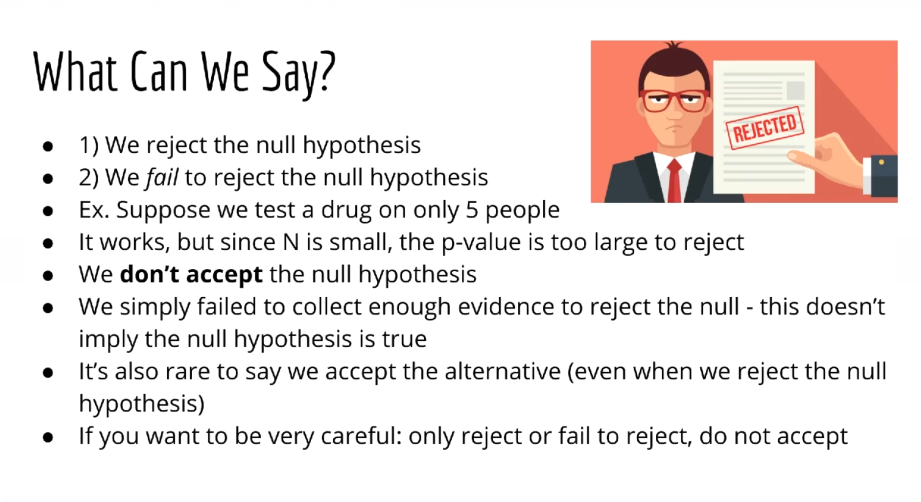 What Can We Say?
REJECTED
● 1) We reject the null hypothesis
● 2) We fail to reject the null hypothesis
● Ex. Suppose we test a drug on only 5 people
● It works, but since N is small, the p-value is too large to reject
● We don’t accept the null hypothesis
● We simply failed to collect enough evidence to reject the null - this doesn’t
imply the null hypothesis is true
● It’s also rare to say we accept the alternative (even when we reject the null
hypothesis)
● If you want to be very careful: only reject or fail to reject, do not accept